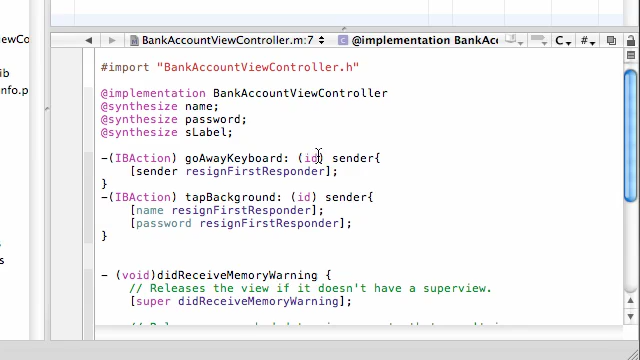 ewCo
BankAccountViewController.m:7
@implementation BankAcc
C
#
#import "BankAccountViewController.h"
@implementation BankAccountViewController
@synthesize name;
@synthesize password;
@synthesize sLabel;
ib
nfo.p
-(IBAction) goAwayKeyboard: (id) sender{
[sender resignFirstResponder];
}
-(IBAction) tapBackground: (id) sender{
[name resignFirstResponder];
[password resignFirstResponder];
}
s
- (void)didReceiveMemoryWarning {
// Releases the view if it doesn't have a superview.
[super didReceiveMemoryWarning];